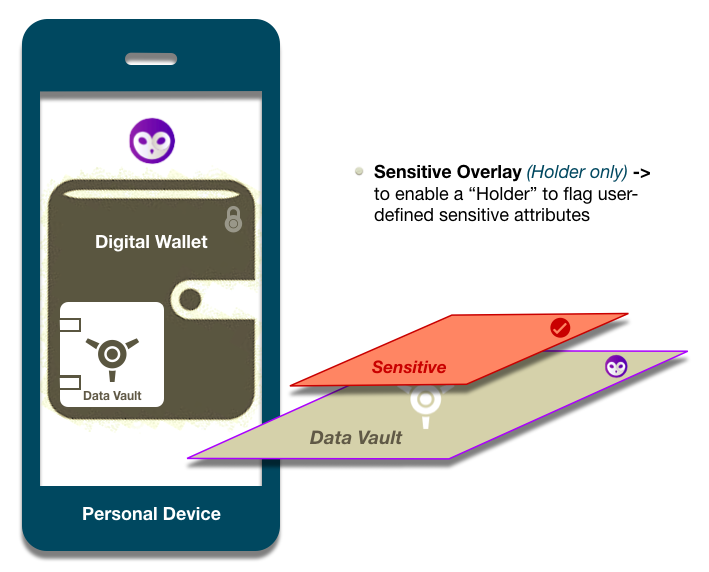 Sensitive Overlay (Holder only) ->
to enable a “Holder” to flag user-
defined sensitive attributes
Digital Wallet
Data Vault
Sensitive
Data Vault
Personal Device